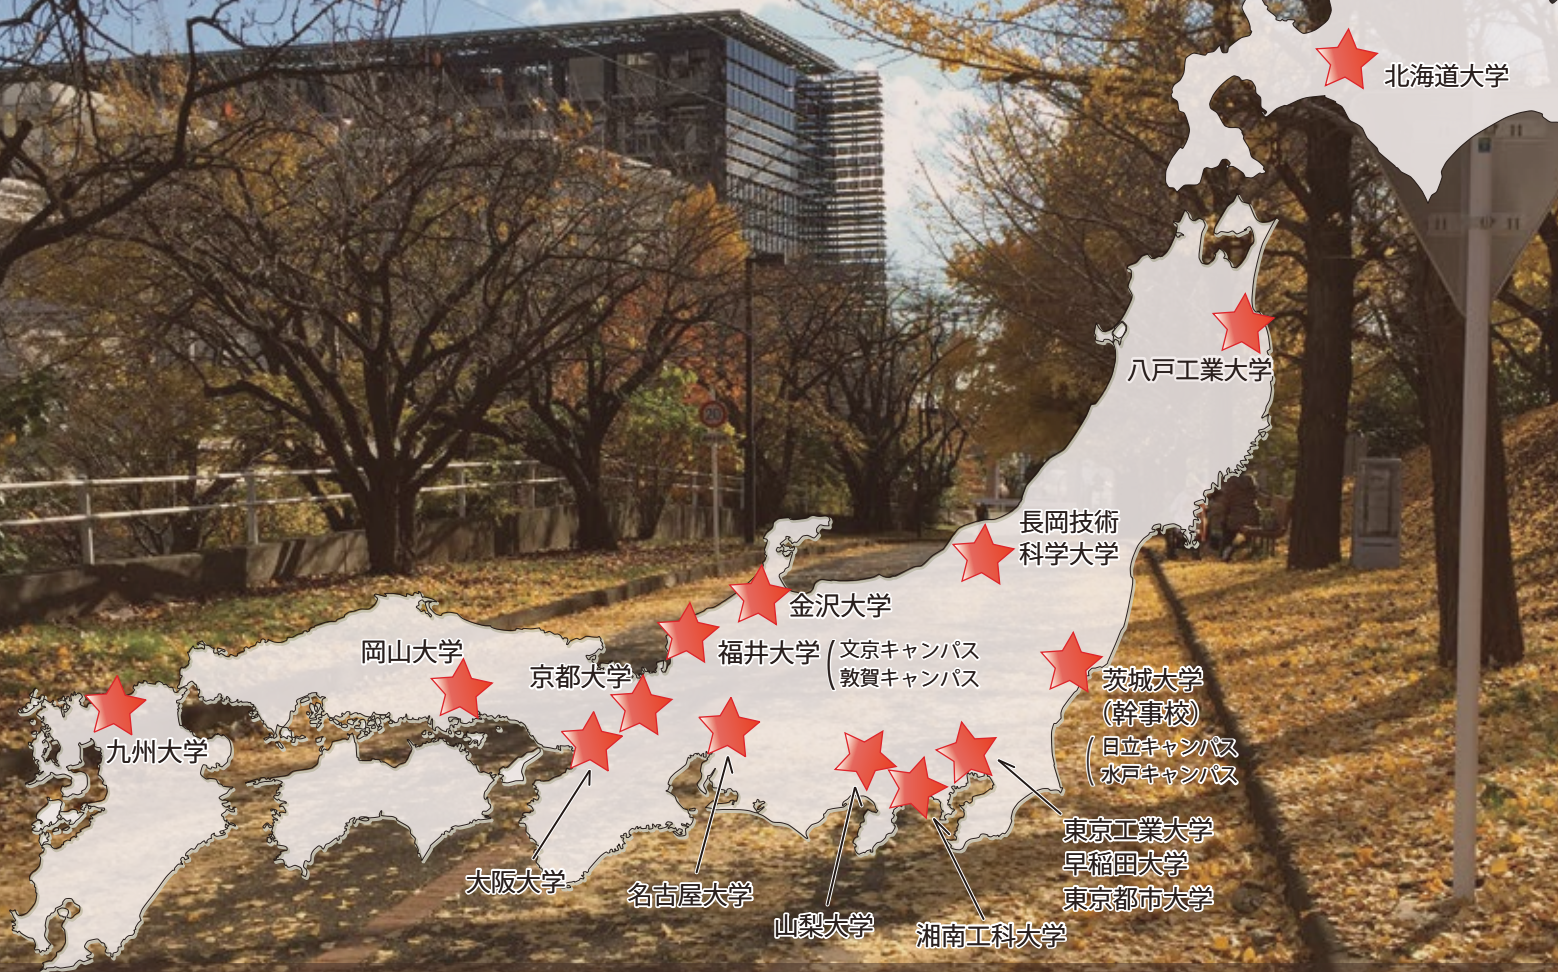 北海道大学
八戸工業大学
長岡技術
科学大学
金沢大学
福井大学
文京キャンパス
敦賀キャンパス
岡山大学
京都大学
茨城大学
（幹事校）
日立キャンパス
水戸キャンパス
九州大学
東京工業大学
早稲田大学
東京都市大学
大阪大学
名古屋大学
山梨大学
湘南工科大学
20